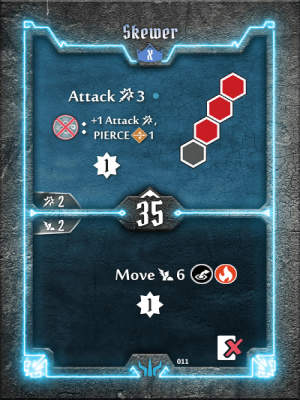 Skewer
X
Attack 3
+1 Attack,
PIERCE 1
1
35
2
2
Move 6
1
011